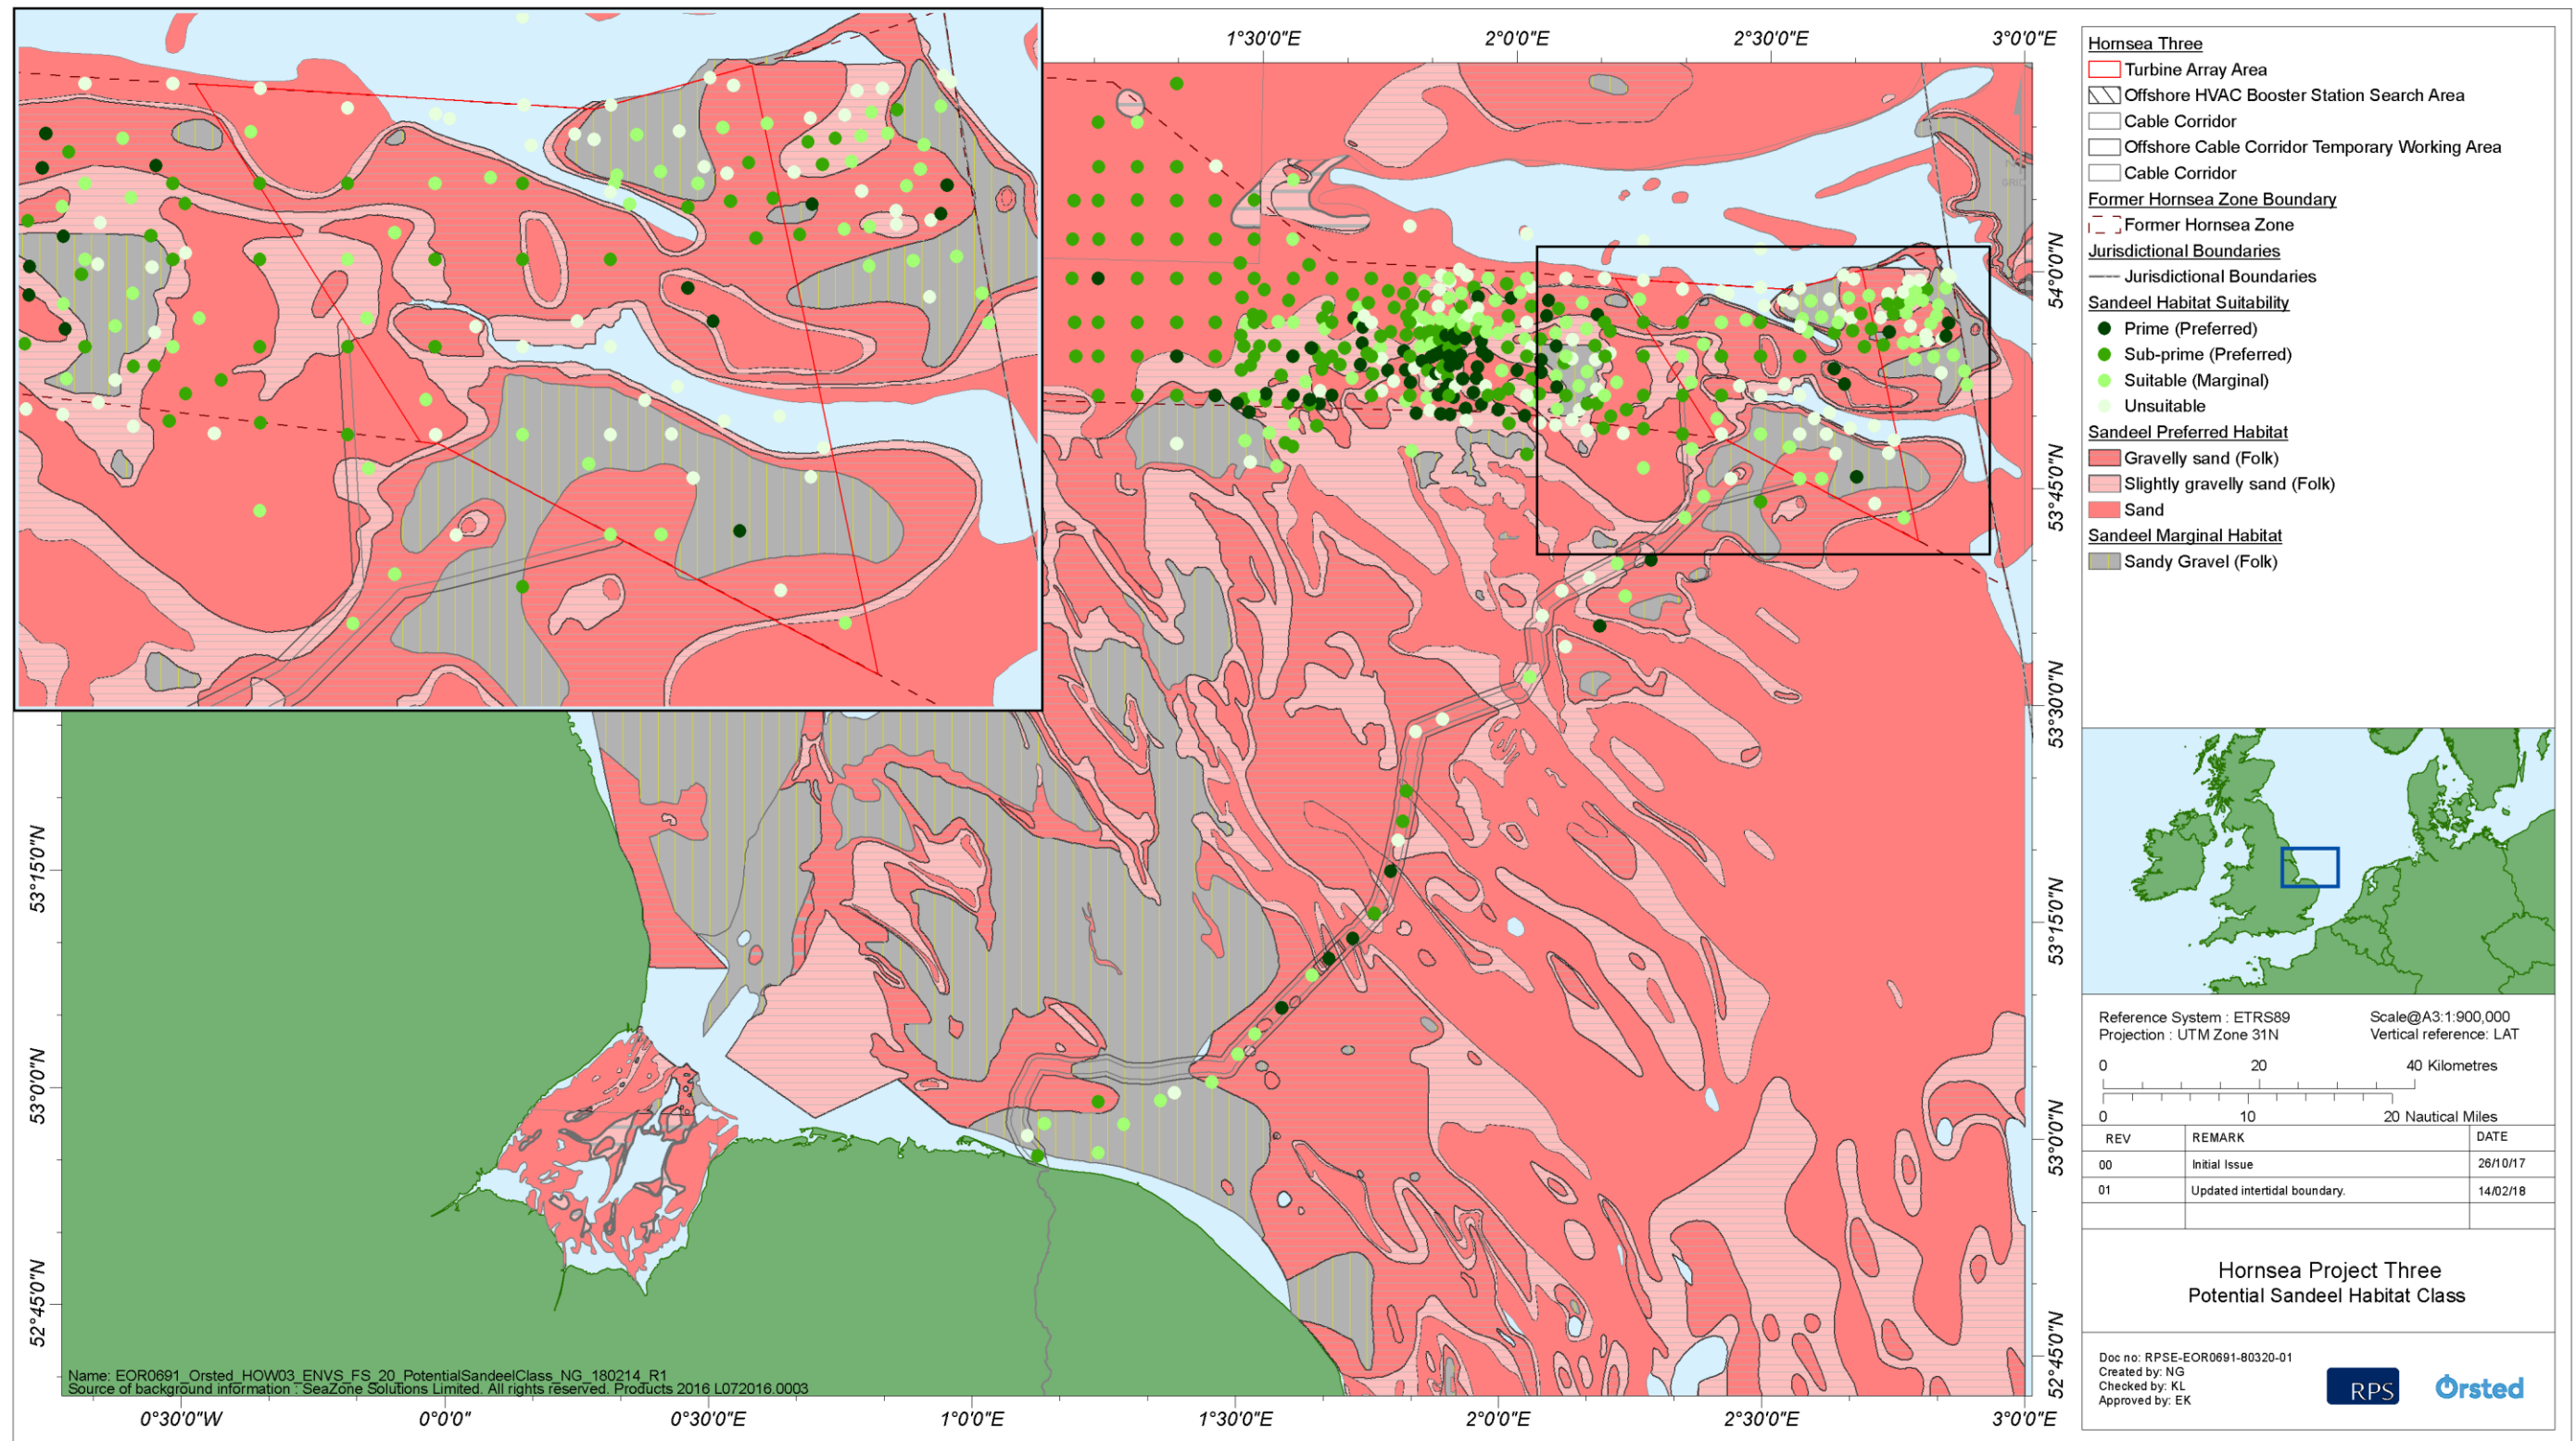 1°30'0"E
2°0'0"E
2°30'0"E
3°0'0"E
54°0'0"N
53°45'0"N
53°30'0"N
53°15'0"N
53°0'0"N
52°45'0"N
53°15'0"N
53°0'0"N
52°45'0"N
0°30'0"W
0°0'0"
0°30'0"E
1°0'0"E
1°30'0"E
2°0'0"E
2°30'0"E
3°0'0"E
Name: EOR0691_Orsted_HOW03_ENVS_FS_20_PotentialSandeelClass_NG_180214_R1
Source of background information : SeaZone Solutions Limited. All rights reserved. Products 2016 L072016.0003
Hornsea Three
Turbine Array Area
Offshore HVAC Booster Station Search Area
Cable Corridor
Offshore Cable Corridor Temporary Working Area
Cable Corridor
Former Hornsea Zone Boundary
Former Hornsea Zone
Jurisdictional Boundaries
Jurisdictional Boundaries
Sandeel Habitat Suitability
Prime (Preferred)
Sub-prime (Preferred)
Suitable (Marginal)
Unsuitable
Sandeel Preferred Habitat
Gravelly sand (Folk)
Slightly gravelly sand (Folk)
Sand
Sandeel Marginal Habitat
Sandy Gravel (Folk)
Reference System : ETRS89
Scale@A3:1:900,000
Projection : UTM Zone 31N
Vertical reference: LAT
0 20 40 Kilometres
0 10 20 Nautical Miles
REV REMARK DATE
00 Initial Issue 26/10/17
01 Updated intertidal boundary. 14/02/18
Hornsea Project Three
Potential Sandeel Habitat Class
Doc no: RPSE-EOR0691-80320-01
Created by: NG
Checked by: KL
Approved by: EK
RPS
Orsted